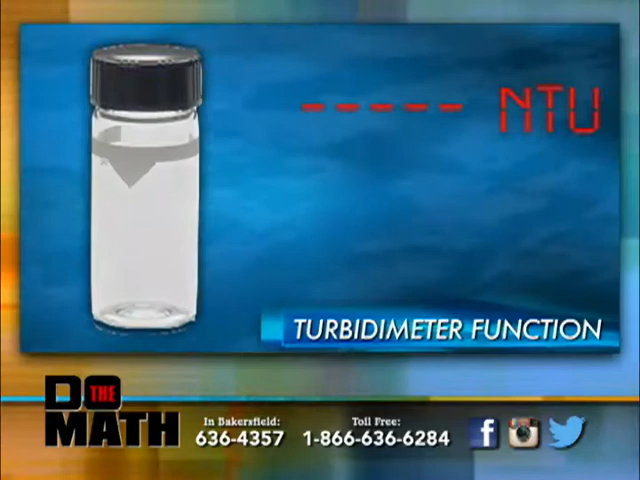 ----- NTU
TURBIDIMETER FUNCTION
DO THE
MATH
In Bakersfield:
636-4357
Toll Free:
1-866-636-6284